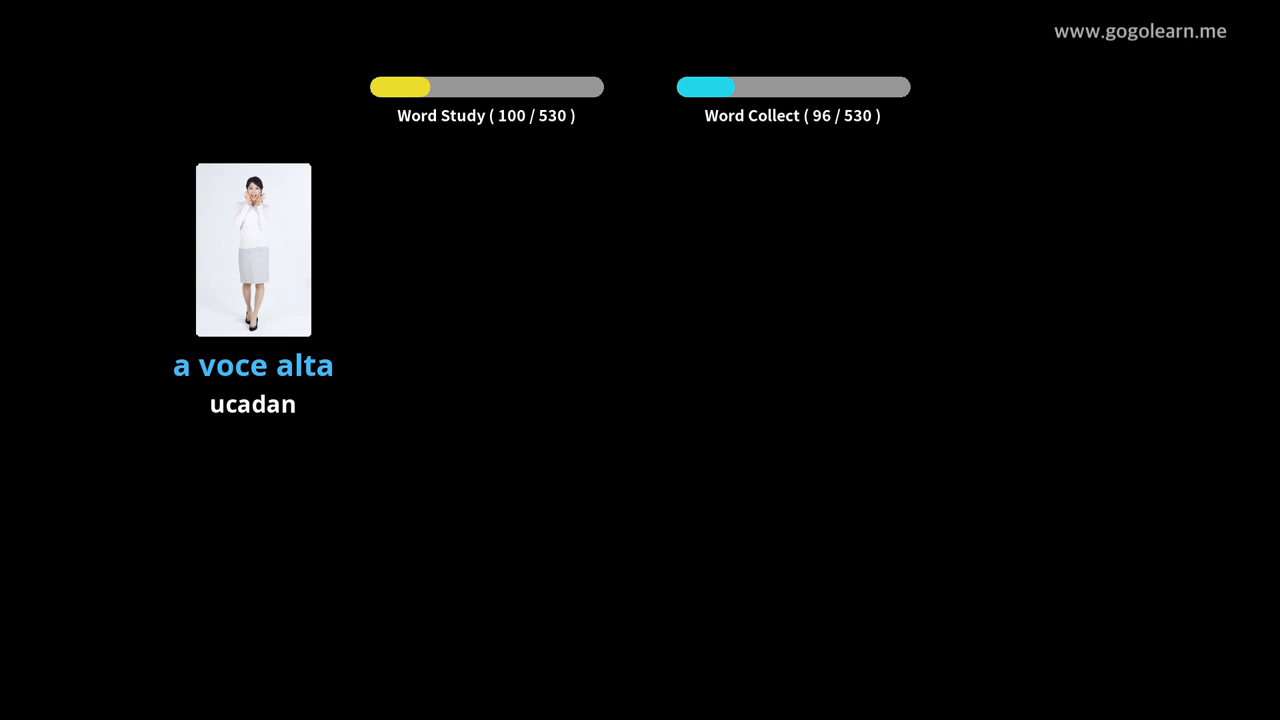 www.gogolearn.me
Word Study ( 100 / 530 )
Word Collect ( 96 / 530 )
a voce alta
ucadan